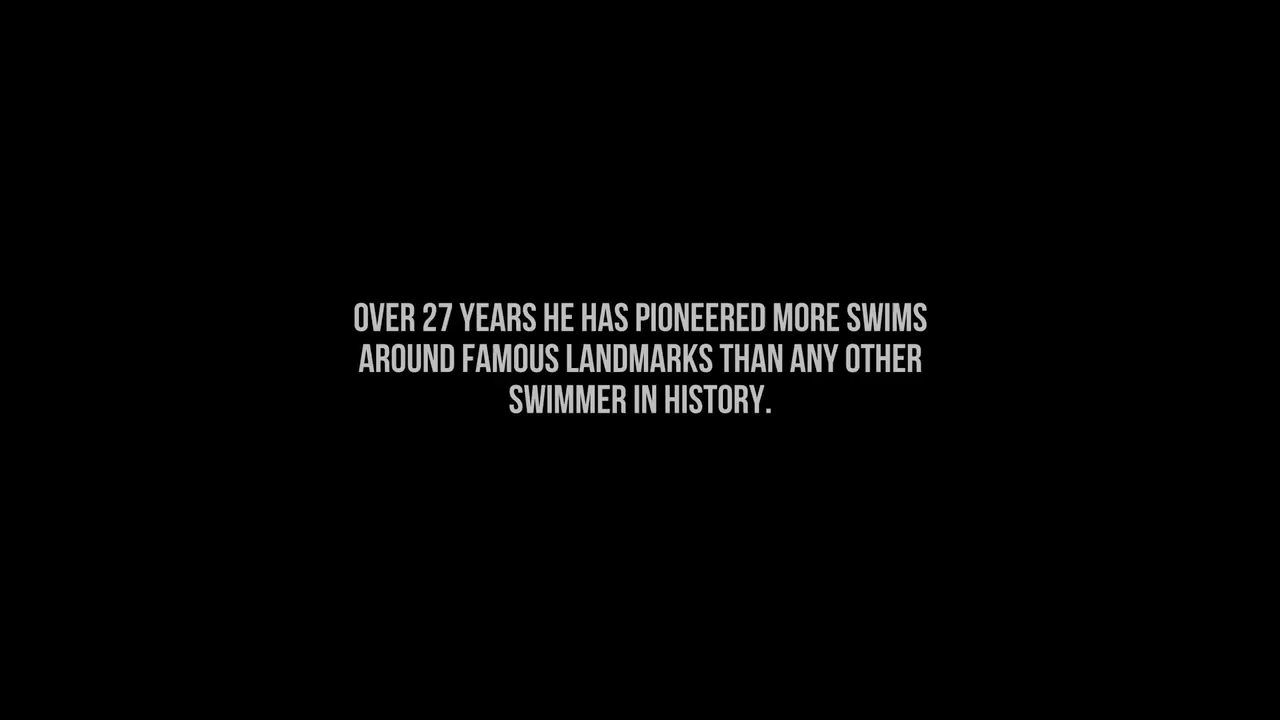 OVER 27 YEARS HE HAS PIONEERED MORE SWIMS
AROUND FAMOUS LANDMARKS THAN ANY OTHER
SWIMMER IN HISTORY.